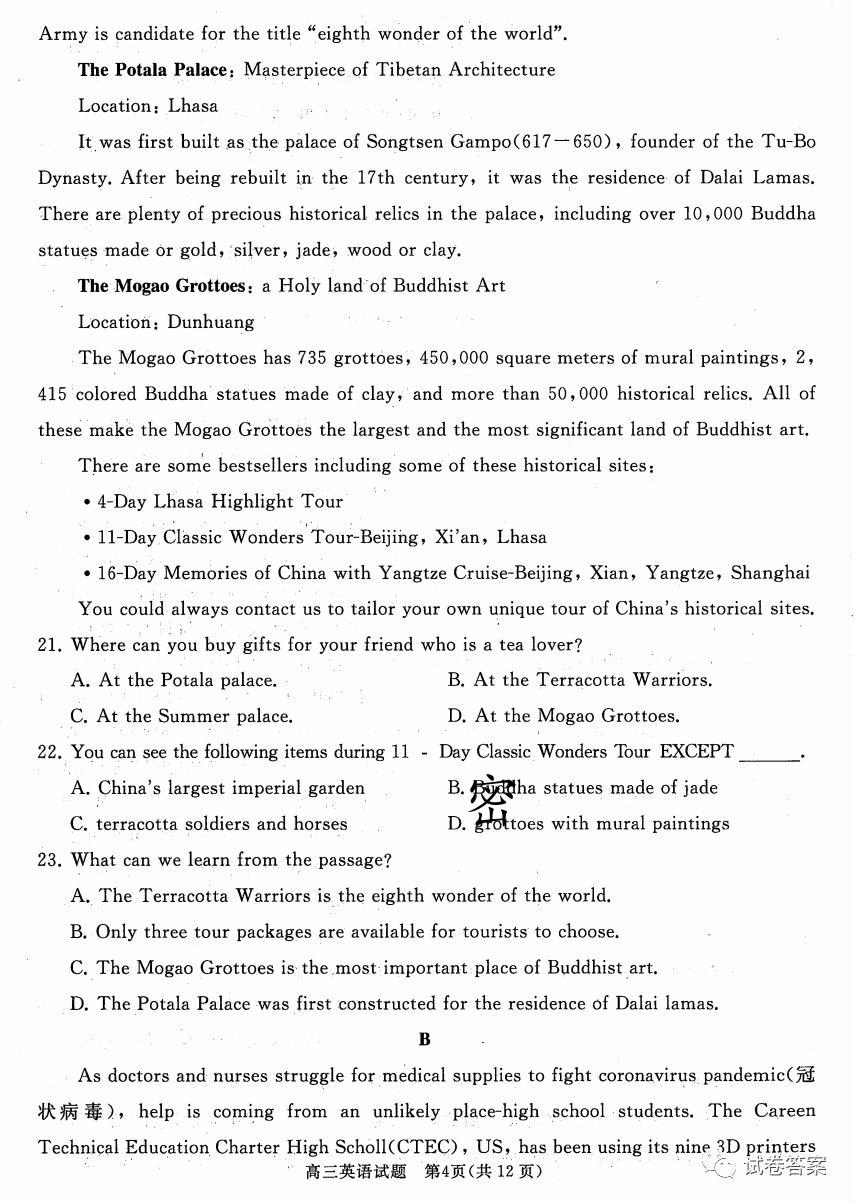 Army is candidate for the title “eighth wonder of the world”.
The Potala Palace: Masterpiece of Tibetan Architecture
Location: Lhasa
It was first built as the palace of Songtsen Gampo(617—650), founder of the Tu-Bo
Dynasty. After being rebuilt in the 17th century, it was the residence of Dalai Lamas.
There are plenty of precious historical relics in the palace, including over 10,000 Buddha
statues made or gold, silver, jade, wood or clay.
The Mogao Grottoes: a Holy land of Buddhist Art
Location: Dunhuang
The Mogao Grottoes has 735 grottoes, 450,000 square meters of mural paintings, 2,
415 colored Buddha statues made of clay, and more than 50,000 historical relics. All of
these make the Mogao Grottoes the largest and the most significant land of Buddhist art.
There are some bestsellers including some of these historical sites:
• 4-Day Lhasa Highlight Tour
• 11-Day Classic Wonders Tour-Beijing, Xi’an, Lhasa
• 16-Day Memories of China with Yangtze Cruise-Beijing, Xian, Yangtze, Shanghai
You could always contact us to tailor your own unique tour of China’s historical sites.
21. Where can you buy gifts for your friend who is a tea lover?
A. At the Potala palace. B. At the Terracotta Warriors.
C. At the Summer palace. D. At the Mogao Grottoes.
22. You can see the following items during 11 - Day Classic Wonders Tour EXCEPT ______.
A. China’s largest imperial garden B. Buddha statues made of jade
C. terracotta soldiers and horses D. grottoes with mural paintings
密
23. What can we learn from the passage?
A. The Terracotta Warriors is the eighth wonder of the world.
B. Only three tour packages are available for tourists to choose.
C. The Mogao Grottoes is the most important place of Buddhist art.
D. The Potala Palace was first constructed for the residence of Dalai lamas.
B
As doctors and nurses struggle for medical supplies to fight coronavirus pandemic(冠
状病毒), help is coming from an unlikely place-high school students. The Careen
Technical Education Charter High Scholl(CTEC), US, has been using its nine 3D printers
高三英语试题 第4页(共12页)
试卷答案